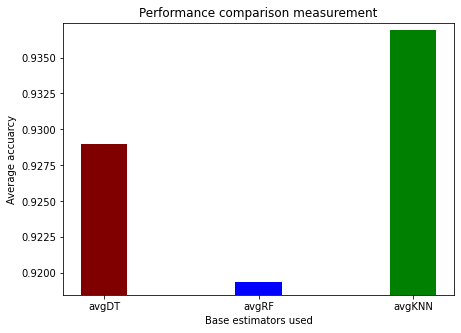 Performance comparison measurement
0.9350
0.9325
0.9300
0.9275
0.9250
0.9225
0.9200
Average accuarcy
avgDT
avgRF
avgKNN
Base estimators used